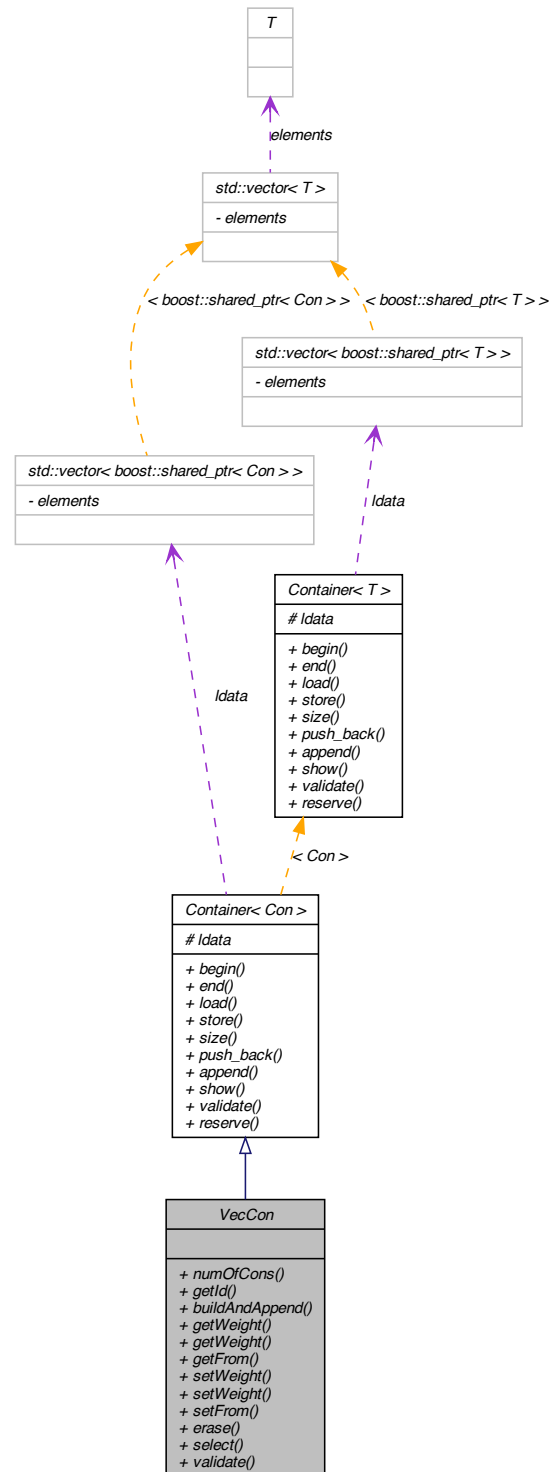 T
elements
std::vector< T >
- elements
< boost::shared_ptr< Con > >
< boost::shared_ptr< T > >
std::vector< boost::shared_ptr< T > >
- elements
std::vector< boost::shared_ptr< Con > >
- elements
ldata
Container< T >
# ldata
+ begin()
+ end()
+ load()
+ store()
+ size()
+ push_back()
+ append()
+ show()
+ validate()
+ reserve()
ldata
< Con >
Container< Con >
# ldata
+ begin()
+ end()
+ load()
+ store()
+ size()
+ push_back()
+ append()
+ show()
+ validate()
+ reserve()
VecCon
+ numOfCons()
+ getId()
+ buildAndAppend()
+ getWeight()
+ getWeight()
+ getFrom()
+ setWeight()
+ setWeight()
+ setFrom()
+ erase()
+ select()
+ validate()